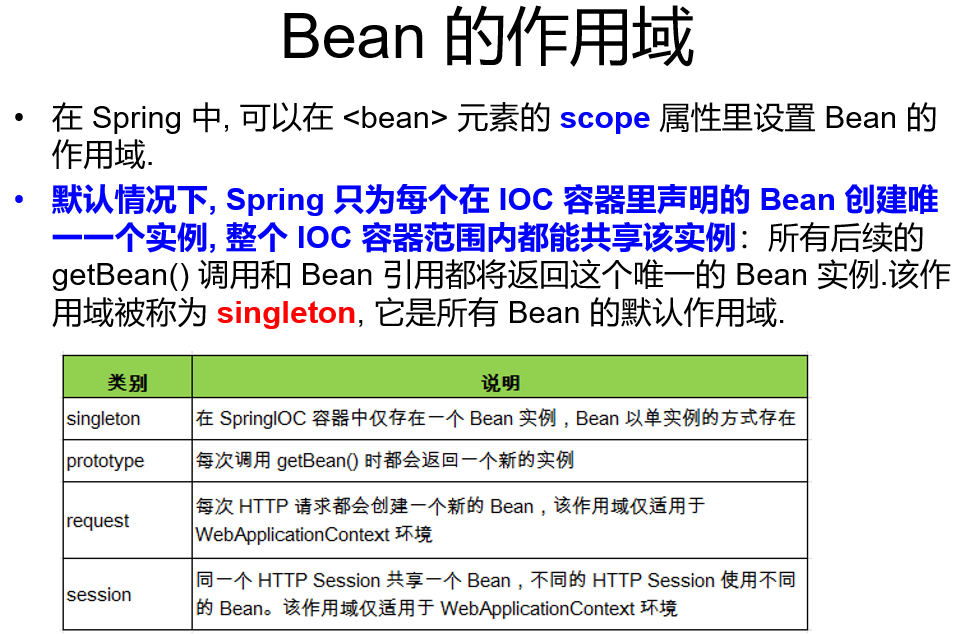 Bean 的作用域
• 在 Spring 中, 可以在 <bean> 元素的 scope 属性里设置 Bean 的
作用域.
• 默认情况下, Spring 只为每个在 IOC 容器里声明的 Bean 创建唯
一一个实例, 整个 IOC 容器范围内都能共享该实例：所有后续的
getBean() 调用和 Bean 引用都将返回这个唯一的 Bean 实例.该作
用域被称为 singleton, 它是所有 Bean 的默认作用域.
类别 说明
singleton 在 SpringIOC 容器中仅存在一个 Bean 实例，Bean 以单实例的方式存在
prototype 每次调用 getBean() 时都会返回一个新的实例
request 每次 HTTP 请求都会创建一个新的 Bean，该作用域仅适用于
WebApplicationContext 环境
session 同一个 HTTP Session 共享一个 Bean，不同的 HTTP Session 使用不同
的 Bean。该作用域仅适用于 WebApplicationContext 环境